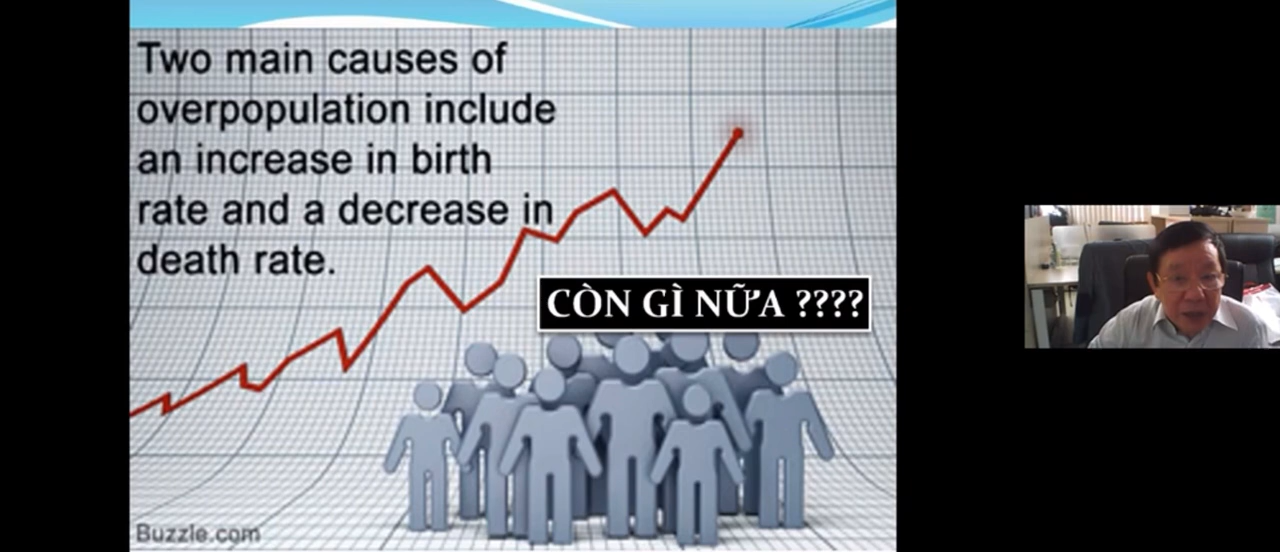 Two main causes of
overpopulation include
an increase in birth
rate and a decrease in
death rate.
CÒN GÌ NỮA ????
Buzzle.com